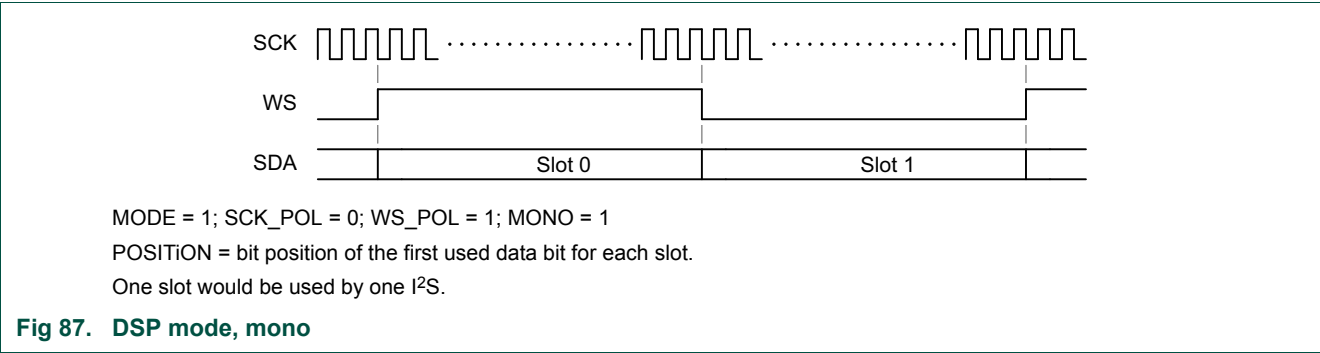 SCK
WS
SDA Slot 0 Slot 1
MODE = 1; SCK_POL = 0; WS_POL = 1; MONO = 1
POSITiON = bit position of the first used data bit for each slot.
One slot would be used by one I²S.
Fig 87. DSP mode, mono